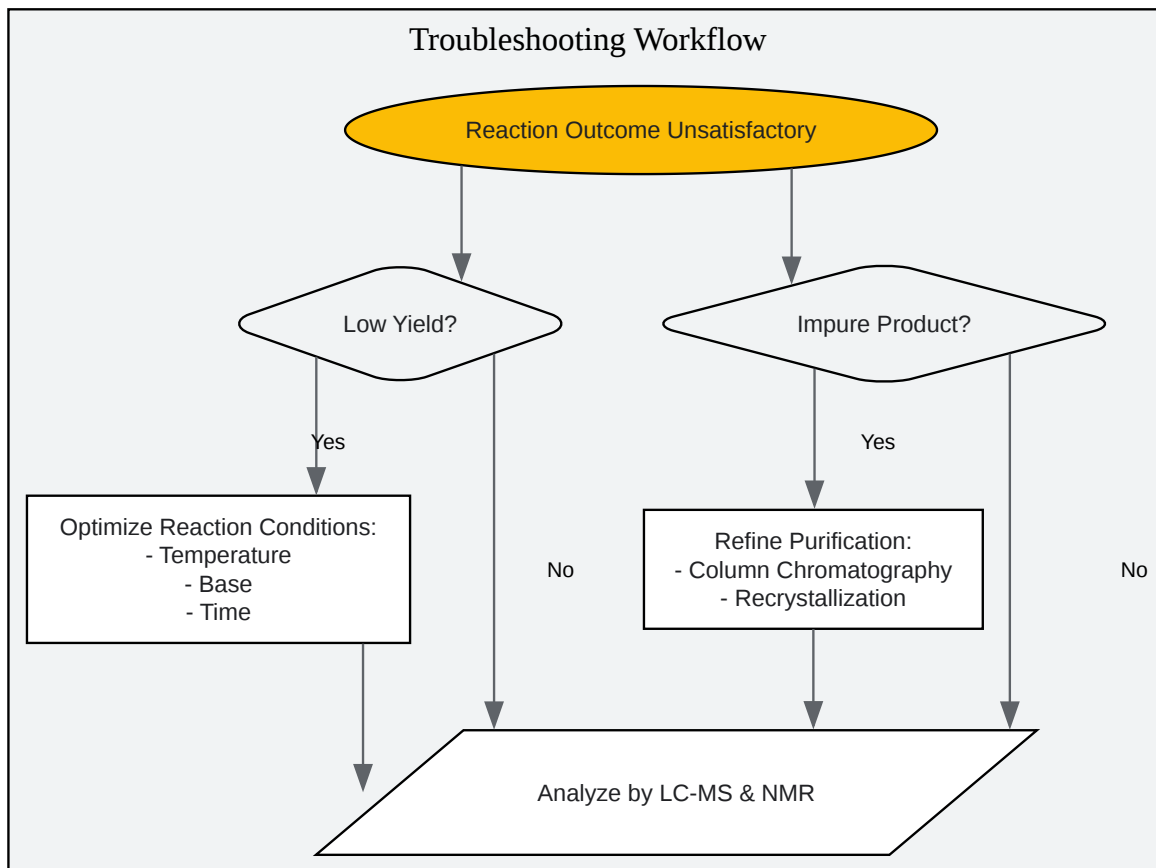 Troubleshooting Workflow
Reaction Outcome Unsatisfactory
Low Yield?
Impure Product?
Yes
Yes
Optimize Reaction Conditions:
- Temperature
- Base
- Time
No
Refine Purification:
- Column Chromatography
- Recrystallization
No
Analyze by LC-MS & NMR